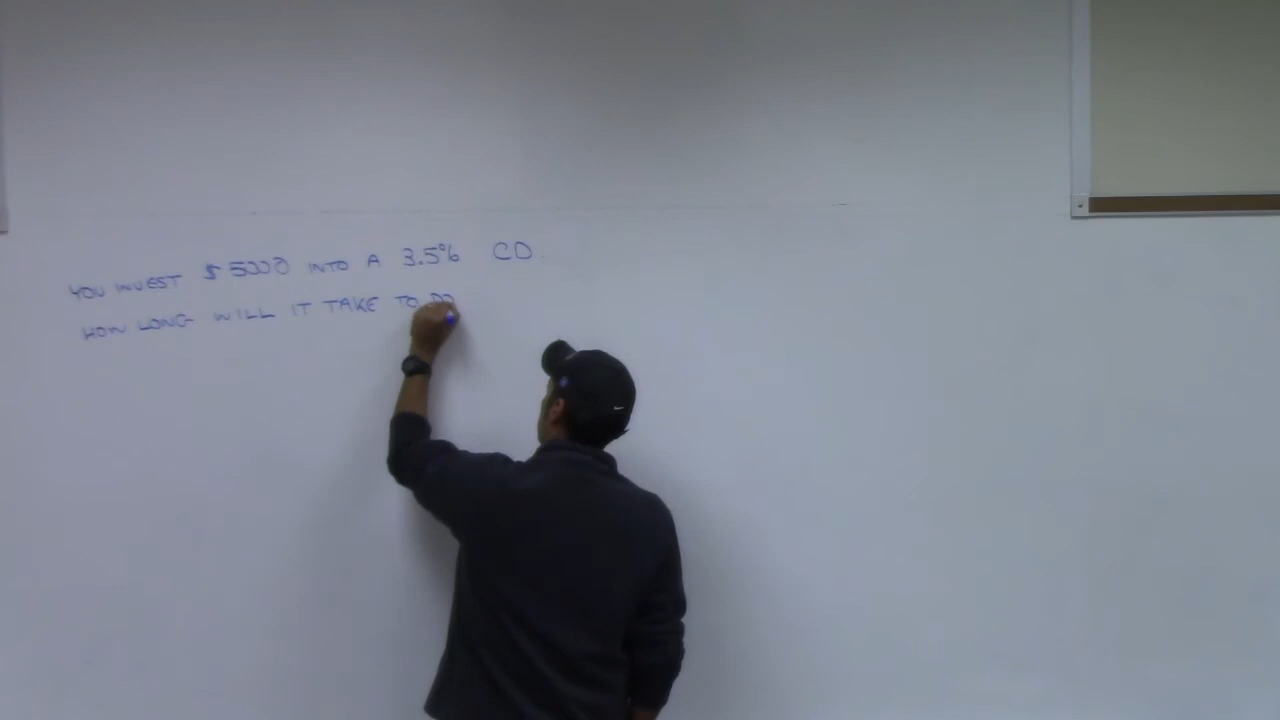 YOU INVEST $5000 INTO A 3.5% CD.
HOW LONG WILL IT TAKE TO DO